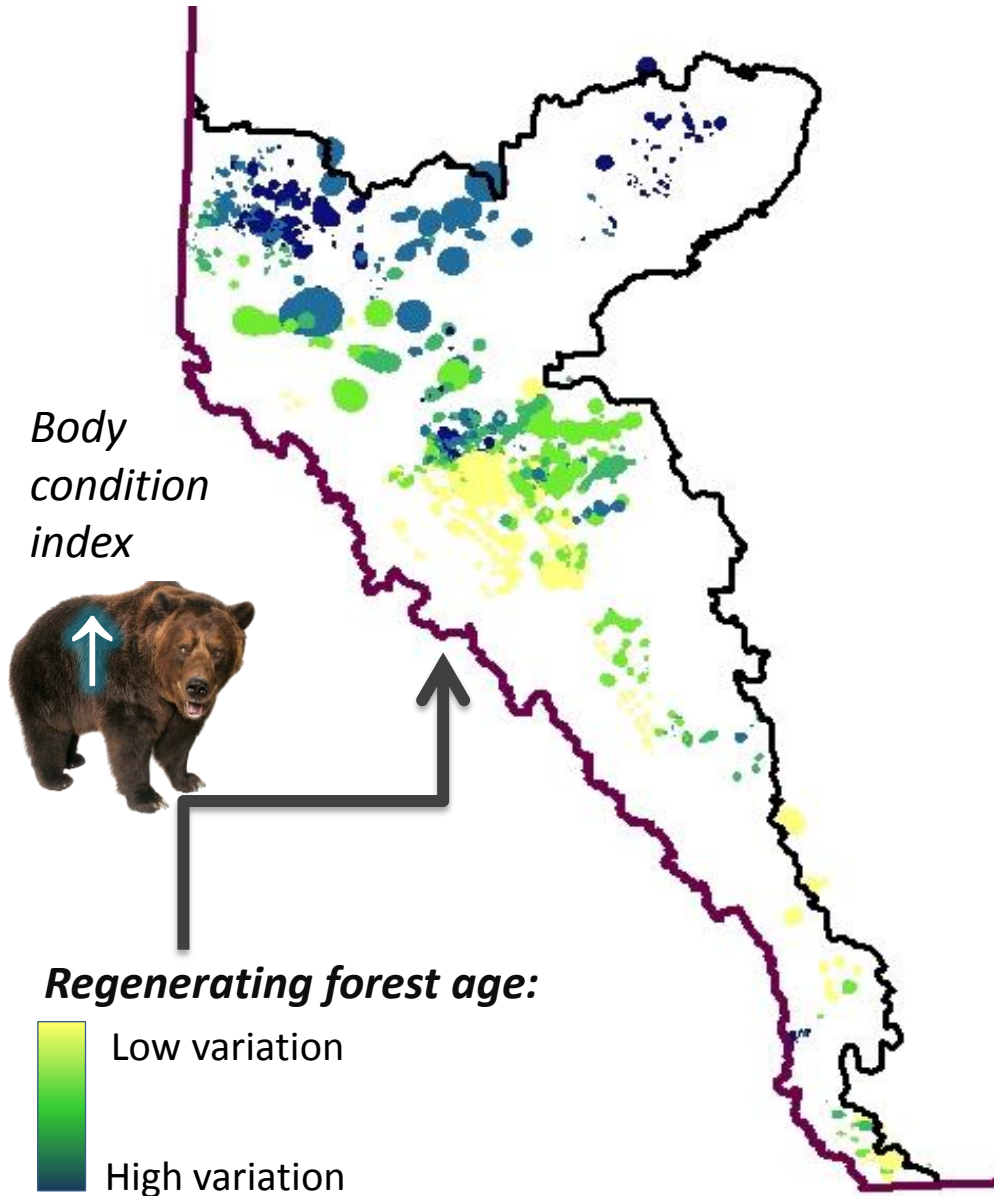 Body
condition
index
Regenerating forest age:
Low variation
High variation